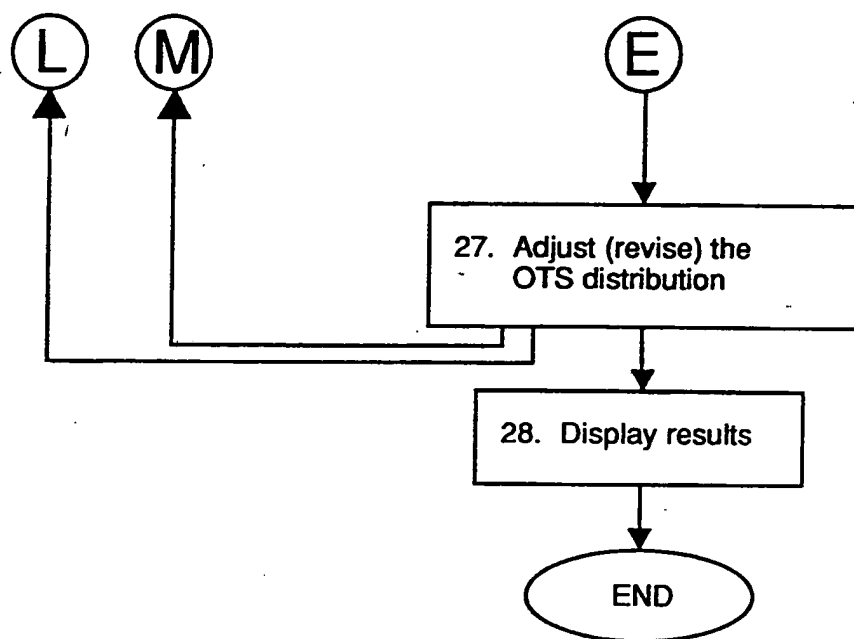 L M E
27. Adjust (revise) the
OTS distribution
28. Display results
END